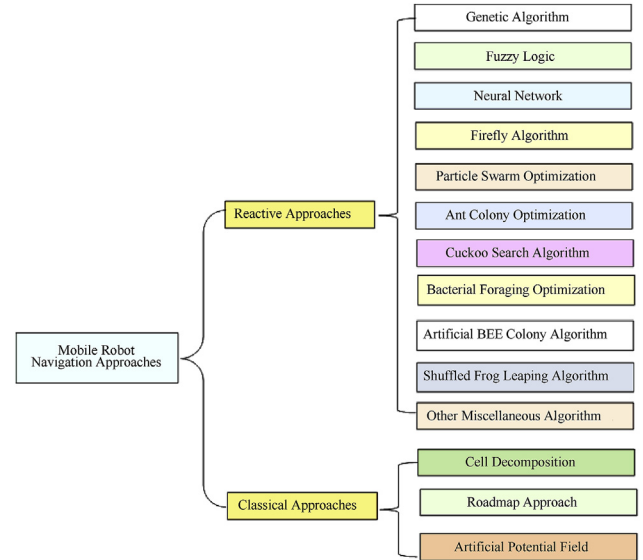 Genetic Algorithm
Fuzzy Logic
Neural Network
Firefly Algorithm
Particle Swarm Optimization
Reactive Approaches
Ant Colony Optimization
Cuckoo Search Algorithm
Bacterial Foraging Optimization
Artificial BEE Colony Algorithm
Mobile Robot
Navigation Approaches
Shuffled Frog Leaping Algorithm
Other Miscellaneous Algorithm
Cell Decomposition
Classical Approaches
Roadmap Approach
Artificial Potential Field